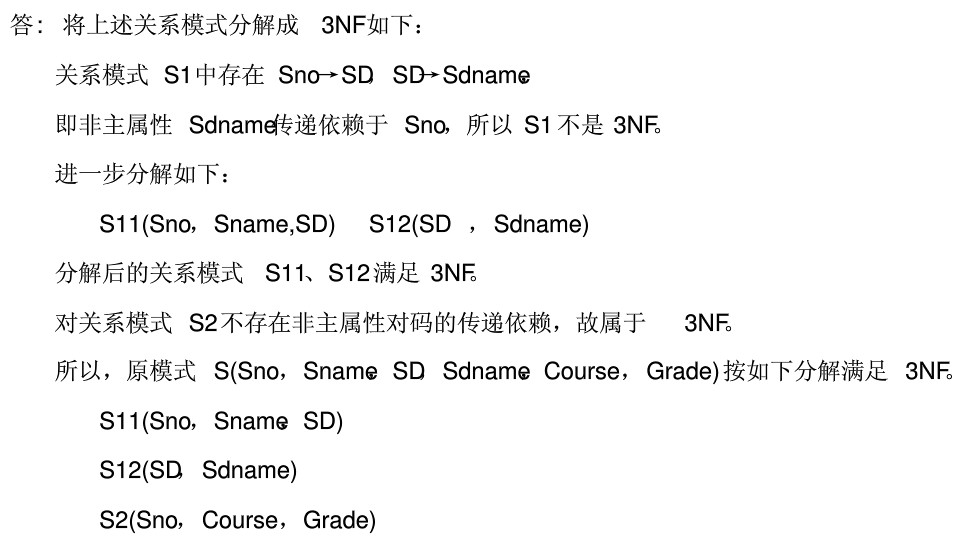 答：将上述关系模式分解成 3NF如下：
关系模式 S1中存在 Sno→SD，SD→Sdname，
即非主属性 Sdname传递依赖于 Sno，所以 S1 不是 3NF。
进一步分解如下：
S11(Sno，Sname,SD) S12(SD ，Sdname)
分解后的关系模式 S11、S12满足 3NF。
对关系模式 S2不存在非主属性对码的传递依赖，故属于 3NF。
所以，原模式 S(Sno，Sname，SD，Sdname，Course，Grade)按如下分解满足 3NF。
S11(Sno，Sname，SD)
S12(SD，Sdname)
S2(Sno，Course，Grade)